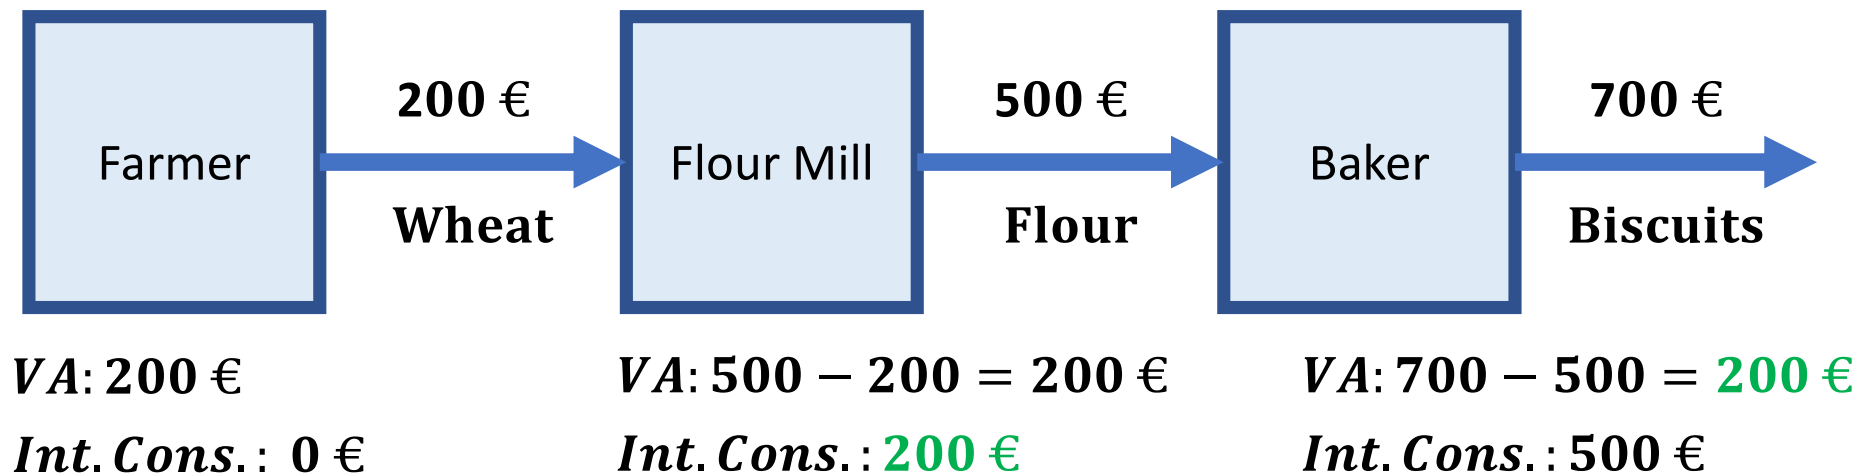 200 €
500 €
700 €
Farmer
Flour Mill
Baker
Wheat
Flour
Biscuits
VA: 200 €
VA: 500 − 200 = 200 €
VA: 700 − 500 = 200 €
Int. Cons.: 0 €
Int. Cons.: 200 €
Int. Cons.: 500 €